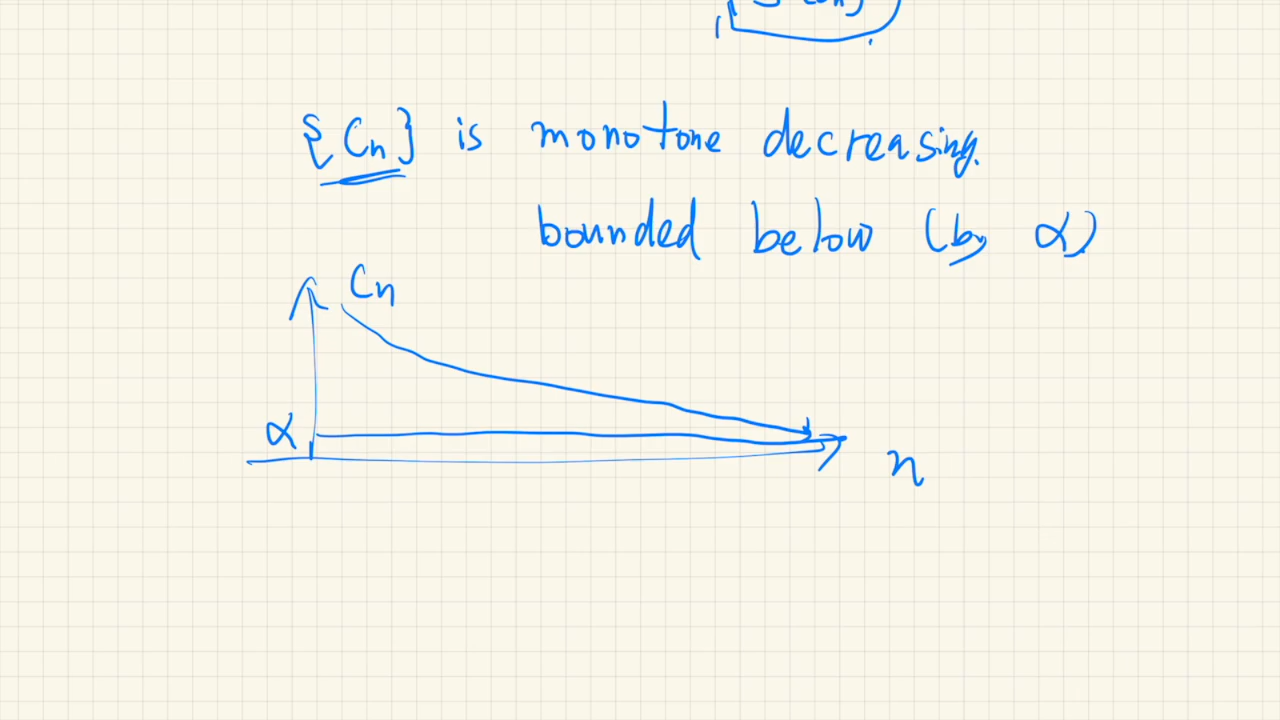 {Cn} is monotone decreasing.
bounded below (by α)
Cn
α
n